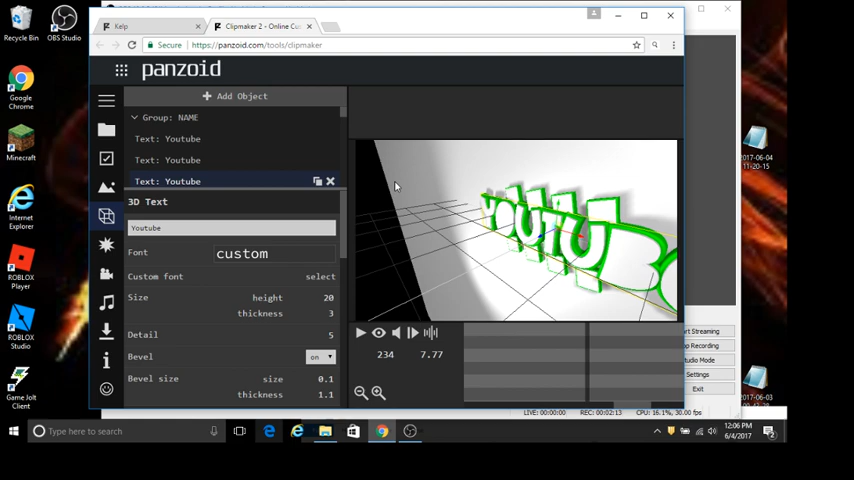 Recycle Bin
OBS Studio
Google Chrome
Minecraft
Internet Explorer
ROBLOX Player
ROBLOX Studio
Game Jolt Client
Kelp
Clipmaker 2 - Online Cu
Secure
https://panzoid.com/tools/clipmaker
panzoid
Add Object
Group: NAME
Text: Youtube
Text: Youtube
Text: Youtube
3D Text
Youtube
Font custom
Custom font select
Size height 20
thickness 3
Detail 5
Bevel on
Bevel size size 0.1
thickness 1.1
YOUTUB
234 7.77
2017-06-04 11-20-15
2017-06-03
rt Streaming
p Recording
tudio Mode
Settings
Exit
LIVE: 00:00:00 REC: 00:02:13 CPU: 16.1%, 30.00 fps
Type here to search
12:06 PM
6/4/2017
2